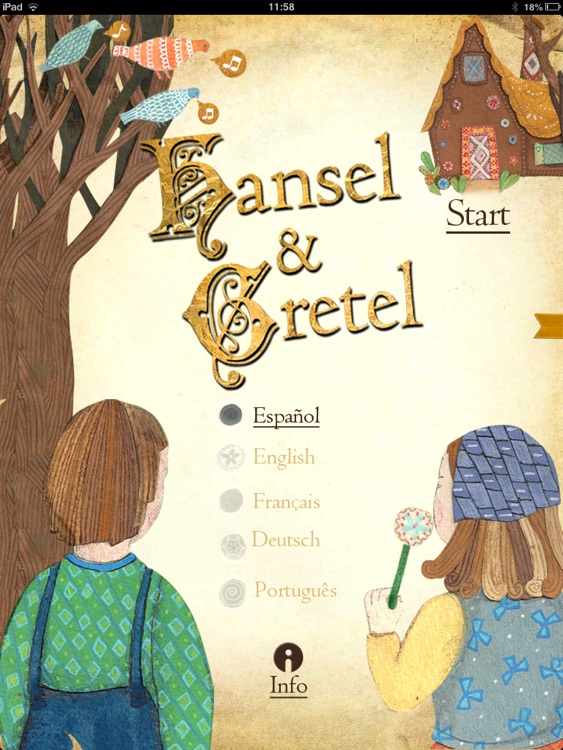 iPad 11:58 18%
Hansel
&
Gretel
Start
Español
English
Français
Deutsch
Português
Info